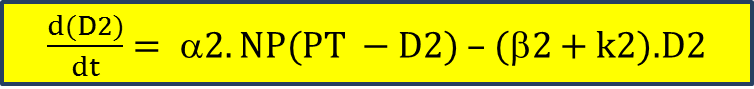 d(D2)/dt = α2. NP(PT − D2) – (β2 + k2).D2